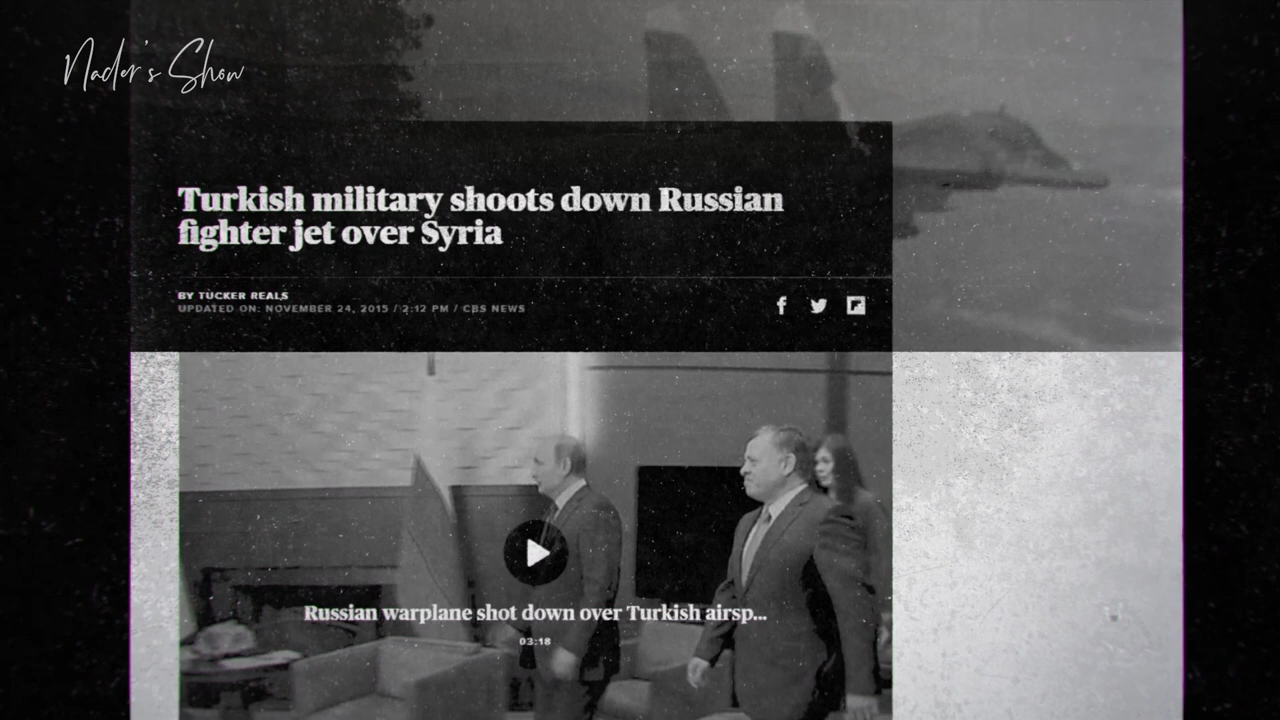 Nader's Show
Turkish military shoots down Russian
fighter jet over Syria
BY TUCKER REALS
UPDATED ON: NOVEMBER 24, 2015 / 2:12 PM / CBS NEWS
Russian warplane shot down over Turkish airsp...
03:18